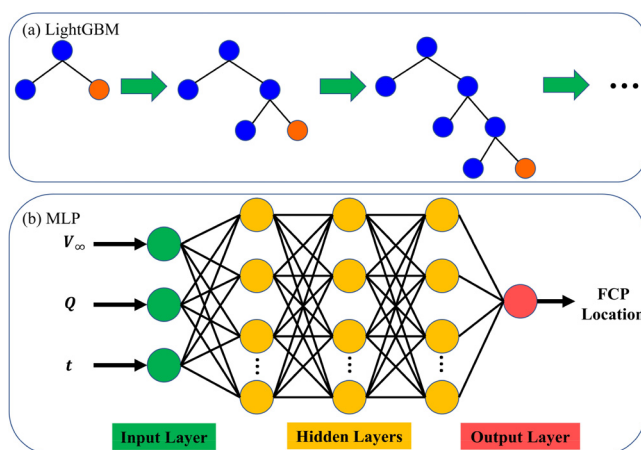 (a) LightGBM
...
(b) MLP
V∞
Q
t
FCP
Location
Input Layer
Hidden Layers
Output Layer